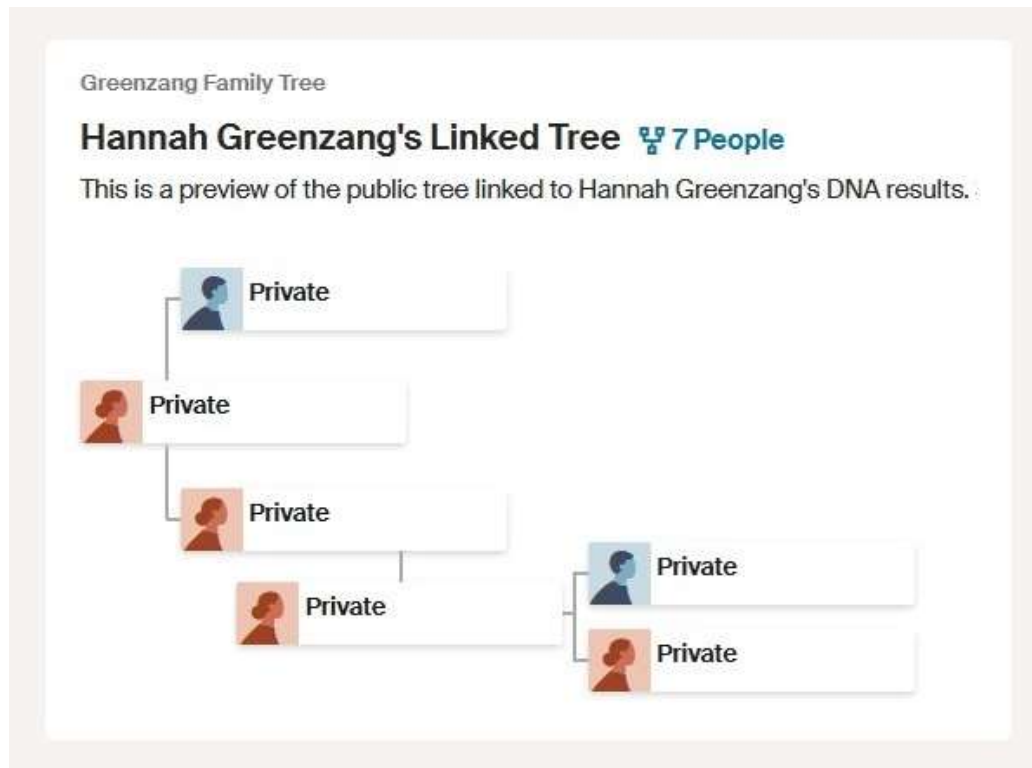 Greenzang Family Tree
Hannah Greenzang's Linked Tree 7 People
This is a preview of the public tree linked to Hannah Greenzang's DNA results.
Private
Private
Private
Private
Private
Private